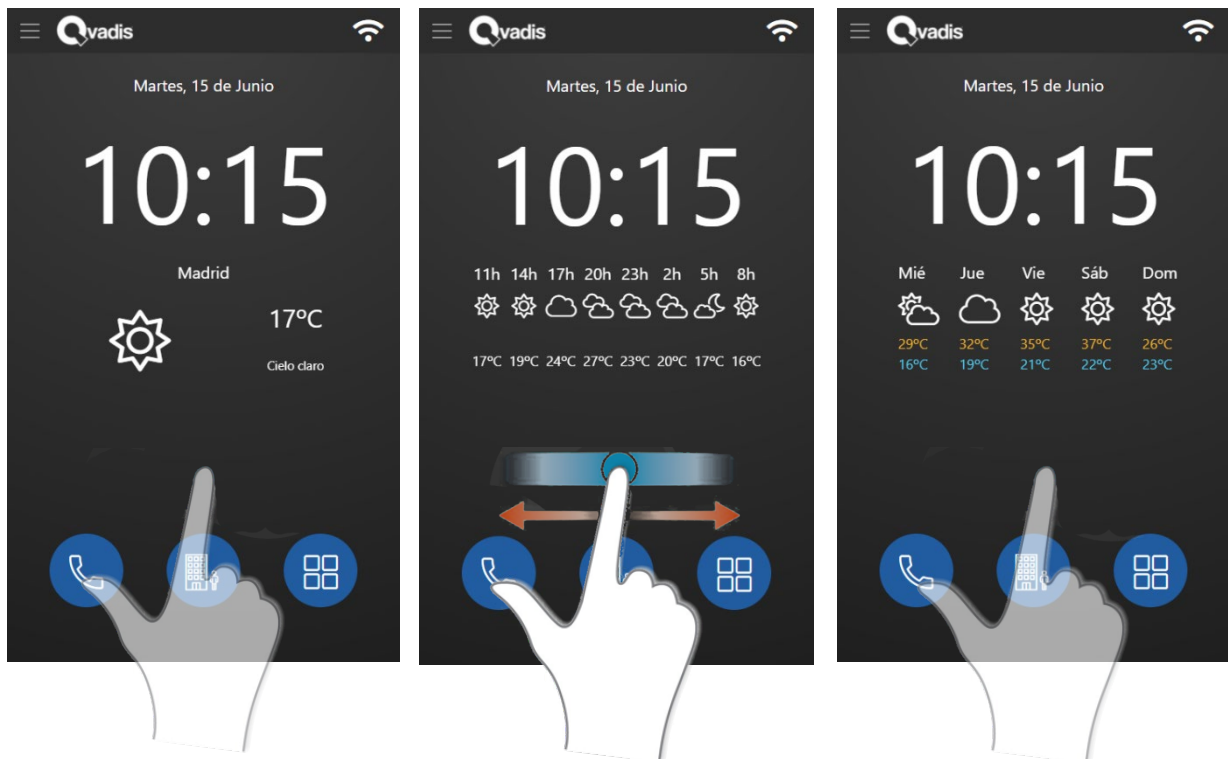 Qvadis
Martes, 15 de Junio
10:15
Madrid
17ºC
Cielo claro
Qvadis
Martes, 15 de Junio
10:15
11h 14h 17h 20h 23h 2h 5h 8h
17ºC 19ºC 24ºC 27ºC 23ºC 20ºC 17ºC 16ºC
Qvadis
Martes, 15 de Junio
10:15
Mié Jue Vie Sáb Dom
29ºC 32ºC 35ºC 37ºC 26ºC
16ºC 19ºC 21ºC 22ºC 23ºC